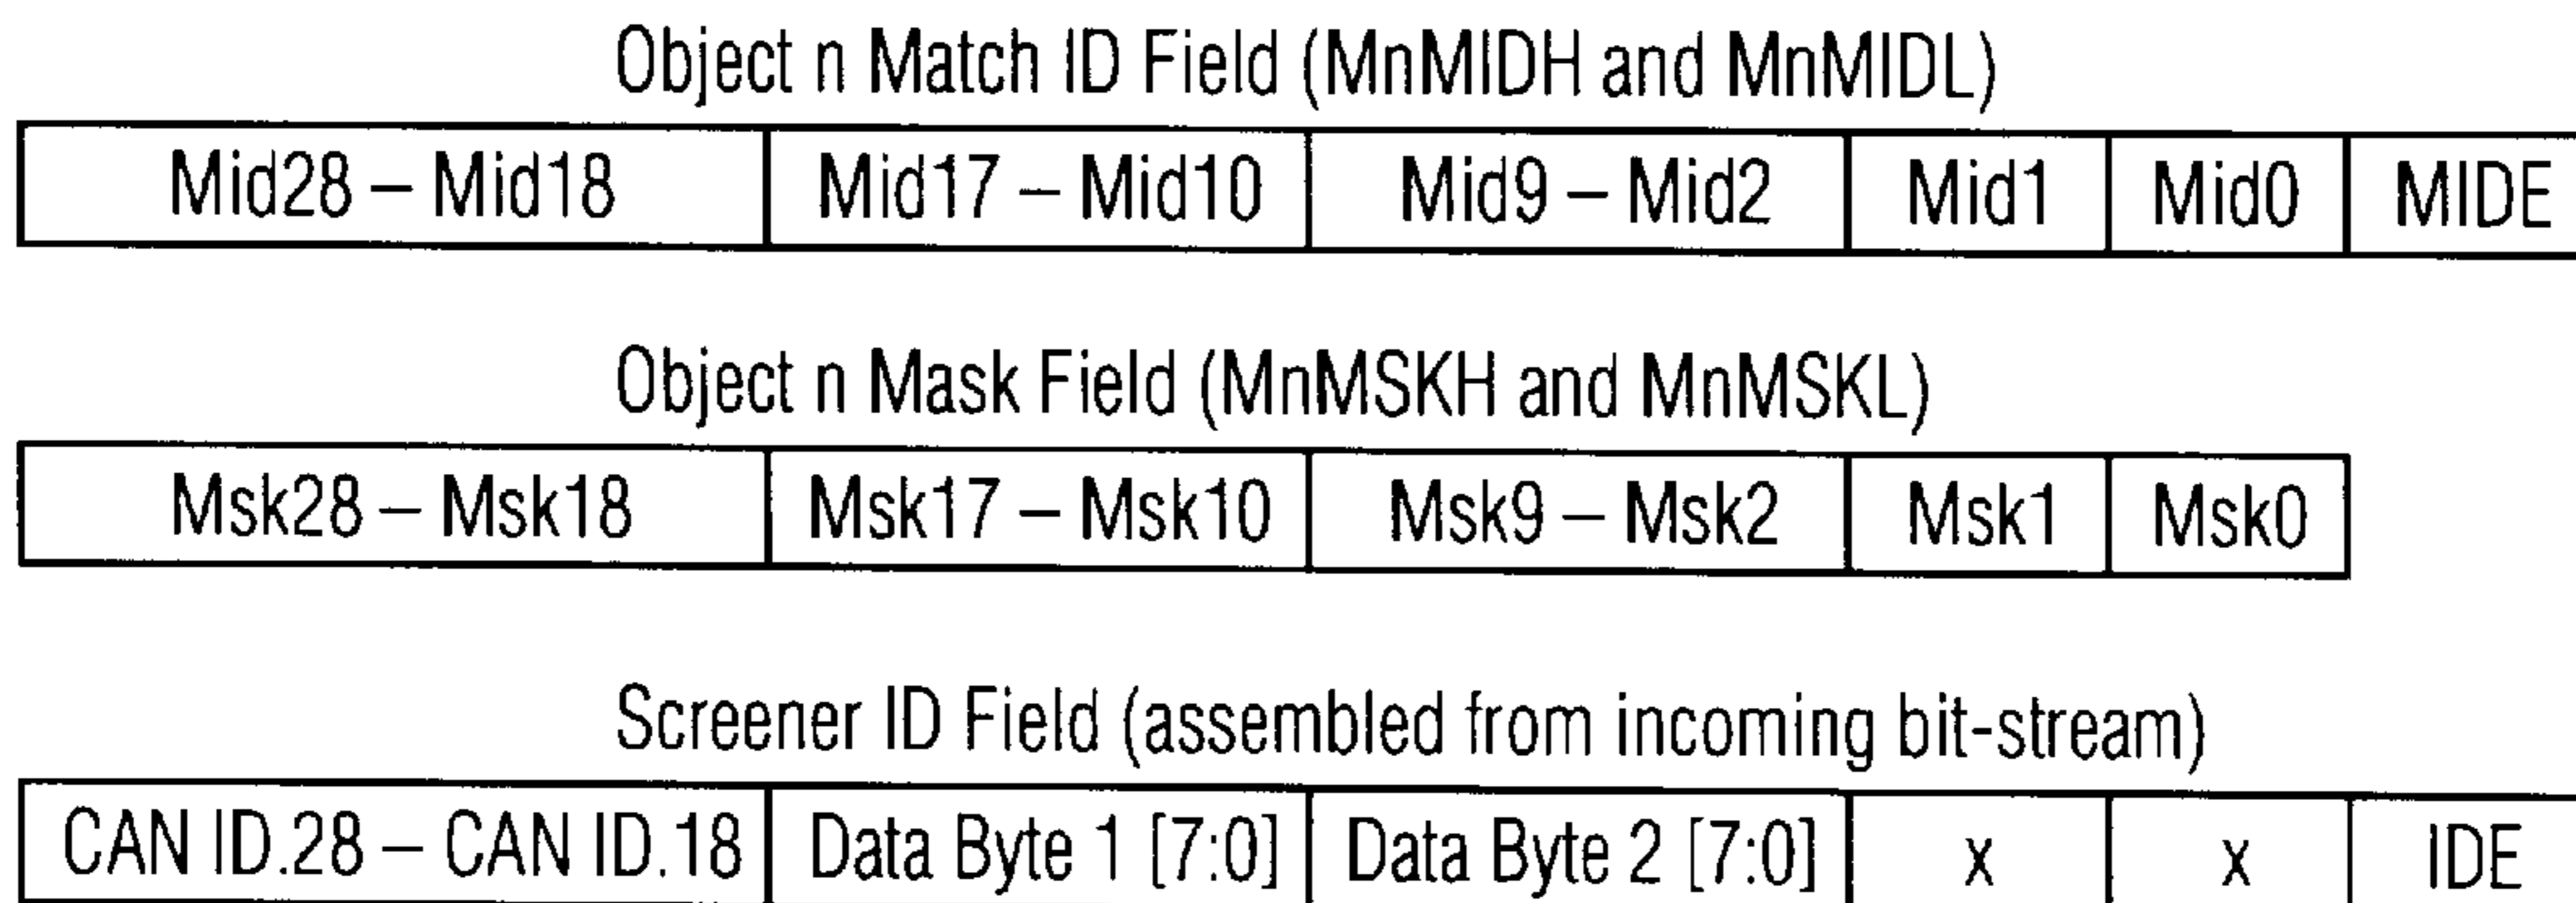 Object n Match ID Field (MnMIDH and MnMIDL)
Mid28 – Mid18 Mid17 – Mid10 Mid9 – Mid2 Mid1 Mid0 MIDE
Object n Mask Field (MnMSKH and MnMSKL)
Msk28 – Msk18 Msk17 – Msk10 Msk9 – Msk2 Msk1 Msk0
Screener ID Field (assembled from incoming bit-stream)
CAN ID.28 – CAN ID.18 Data Byte 1 [7:0] Data Byte 2 [7:0] x x IDE